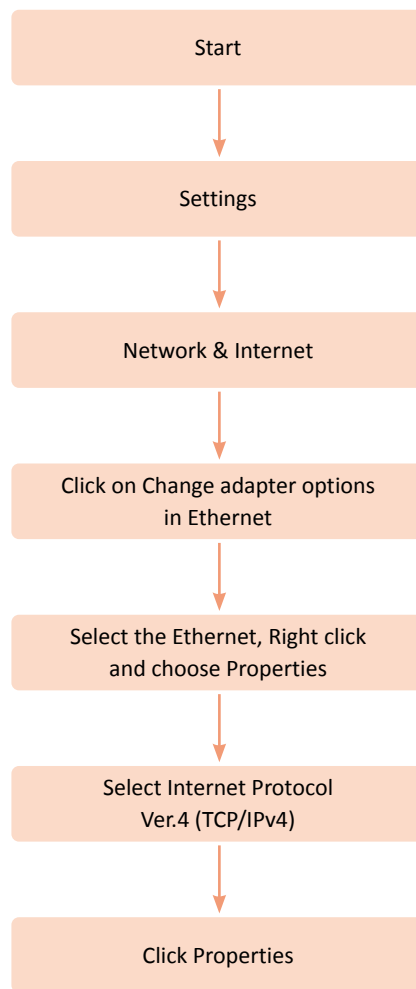 Start
Settings
Network & Internet
Click on Change adapter options
in Ethernet
Select the Ethernet, Right click
and choose Properties
Select Internet Protocol
Ver.4 (TCP/IPv4)
Click Properties